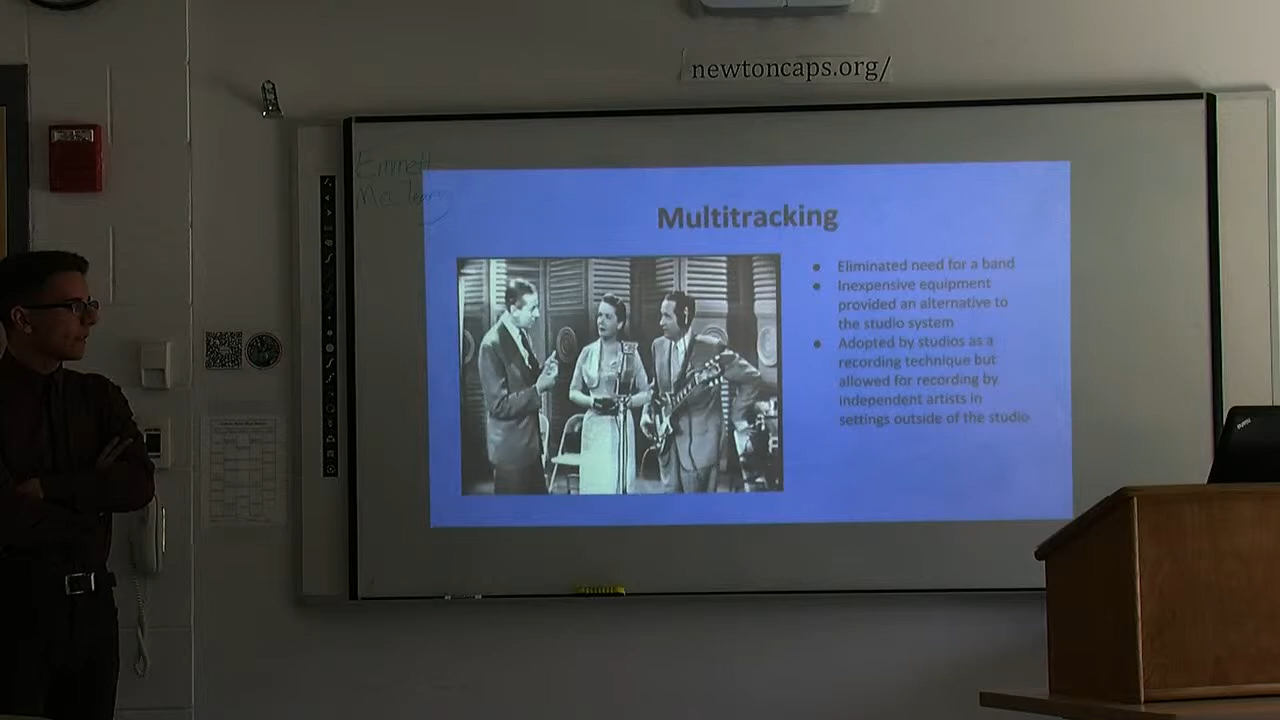 newtoncaps.org/
Emmett
Multitracking
● Eliminated need for a band
● Inexpensive equipment
provided an alternative to
the studio system
● Adopted by studios as a
recording technique but
allowed for recording by
independent artists in
settings outside of the studio